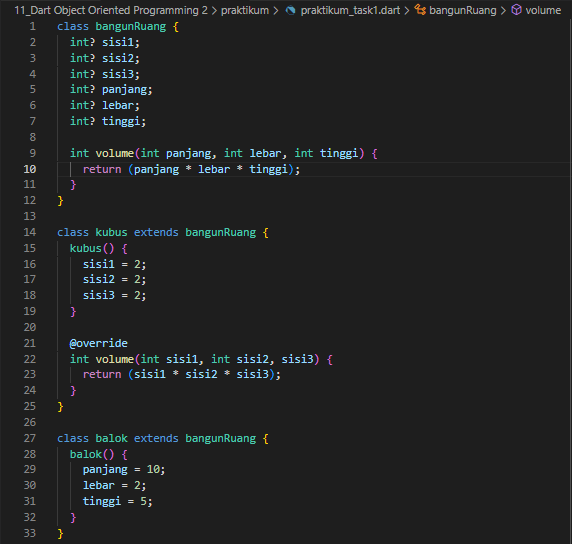 11_Dart Object Oriented Programming 2 > praktikum > praktikum_task1.dart > bangunRuang > volume
1 class bangunRuang {
2   int? sisi1;
3   int? sisi2;
4   int? sisi3;
5   int? panjang;
6   int? lebar;
7   int? tinggi;
8
9   int volume(int panjang, int lebar, int tinggi) {
10     return (panjang * lebar * tinggi);
11   }
12 }
13
14 class kubus extends bangunRuang {
15   kubus() {
16     sisi1 = 2;
17     sisi2 = 2;
18     sisi3 = 2;
19   }
20
21   @override
22   int volume(int sisi1, int sisi2, sisi3) {
23     return (sisi1 * sisi2 * sisi3);
24   }
25 }
26
27 class balok extends bangunRuang {
28   balok() {
29     panjang = 10;
30     lebar = 2;
31     tinggi = 5;
32   }
33 }